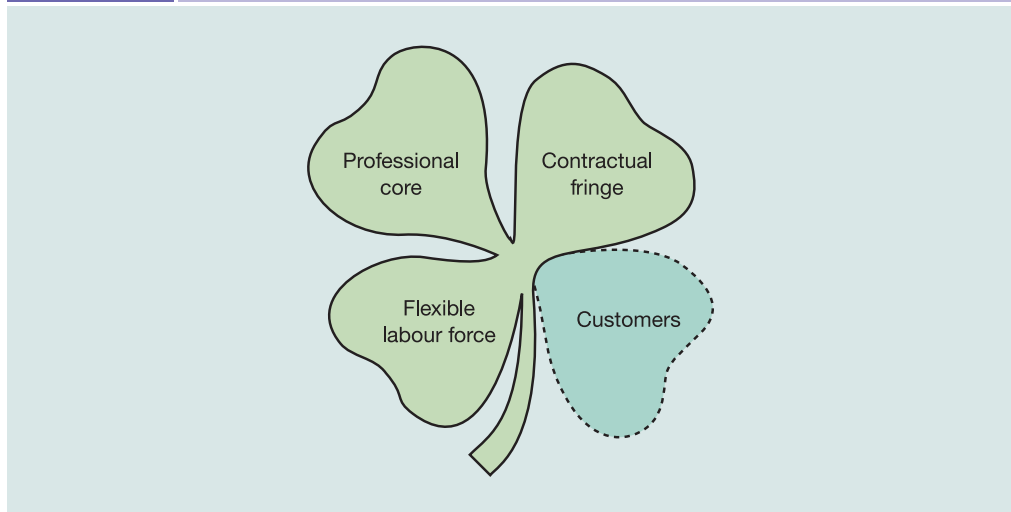 Professional
core
Contractual
fringe
Flexible
labour force
Customers